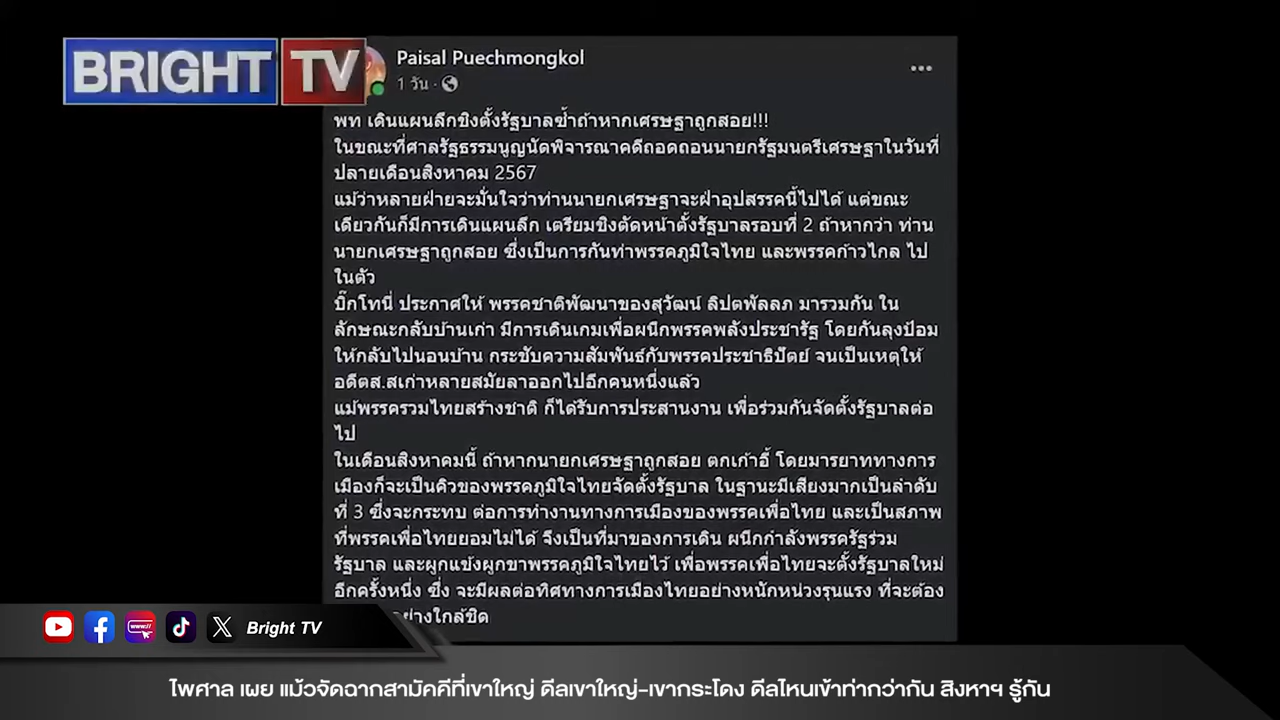 BRIGHT TV
Paisal Puechmongkol
1 วัน ·
พท เดินแผนลึกชิงตั้งรัฐบาลซ้ำถ้าหากเศรษฐาถูกสอย!!!
ในขณะที่ศาลรัฐธรรมนูญนัดพิจารณาคดีถอดถอนนายกรัฐมนตรีเศรษฐาในวันที่
ปลายเดือนสิงหาคม 2567
แม้ว่าหลายฝ่ายจะมั่นใจว่าท่านนายกเศรษฐาจะฝ่าอุปสรรคนี้ไปได้ แต่ขณะ
เดียวกันก็มีการเดินแผนลึก เตรียมชิงตัดหน้าตั้งรัฐบาลรอบที่ 2 ถ้าหากว่า ท่าน
นายกเศรษฐาถูกสอย ซึ่งเป็นการกันท่าพรรคภูมิใจไทย และพรรคก้าวไกล ไป
ในตัว
บิ๊กโทนี่ ประกาศให้ พรรคชาติพัฒนาของสุวัฒน์ ลิปตพัลลภ มารวมกัน ใน
ลักษณะกลับบ้านเก่า มีการเดินเกมเพื่อผนึกพรรคพลังประชารัฐ โดยกันลุงป้อม
ให้กลับไปนอนบ้าน กระชับความสัมพันธ์กับพรรคประชาธิปัตย์ จนเป็นเหตุให้
อดีตส.สเก่าหลายสมัยลาออกไปอีกคนหนึ่งแล้ว
แม้พรรครวมไทยสร้างชาติ ก็ได้รับการประสานงาน เพื่อร่วมกันจัดตั้งรัฐบาลต่อ
ไป
ในเดือนสิงหาคมนี้ ถ้าหากนายกเศรษฐาถูกสอย ตกเก้าอี้ โดยมารยาททางการ
เมืองก็จะเป็นคิวของพรรคภูมิใจไทยจัดตั้งรัฐบาล ในฐานะมีเสียงมากเป็นลำดับ
ที่ 3 ซึ่งจะกระทบ ต่อการทำงานทางการเมืองของพรรคเพื่อไทย และเป็นสภาพ
ที่พรรคเพื่อไทยยอมไม่ได้ จึงเป็นที่มาของการเดิน ผนึกกำลังพรรครัฐร่วม
รัฐบาล และผูกแข้งผูกขาพรรคภูมิใจไทยไว้ เพื่อพรรคเพื่อไทยจะตั้งรัฐบาลใหม่
อีกครั้งหนึ่ง ซึ่ง จะมีผลต่อทิศทางการเมืองไทยอย่างหนักหน่วงรุนแรง ที่จะต้อง
อย่างใกล้ชิด
Bright TV
ไพศาล เผย แม้วจัดฉากสามัคคีที่เขาใหญ่ ดีลเขาใหญ่-เขากระโดง ดีลไหนเข้าท่ากว่ากัน สิงหาฯ รู้กัน